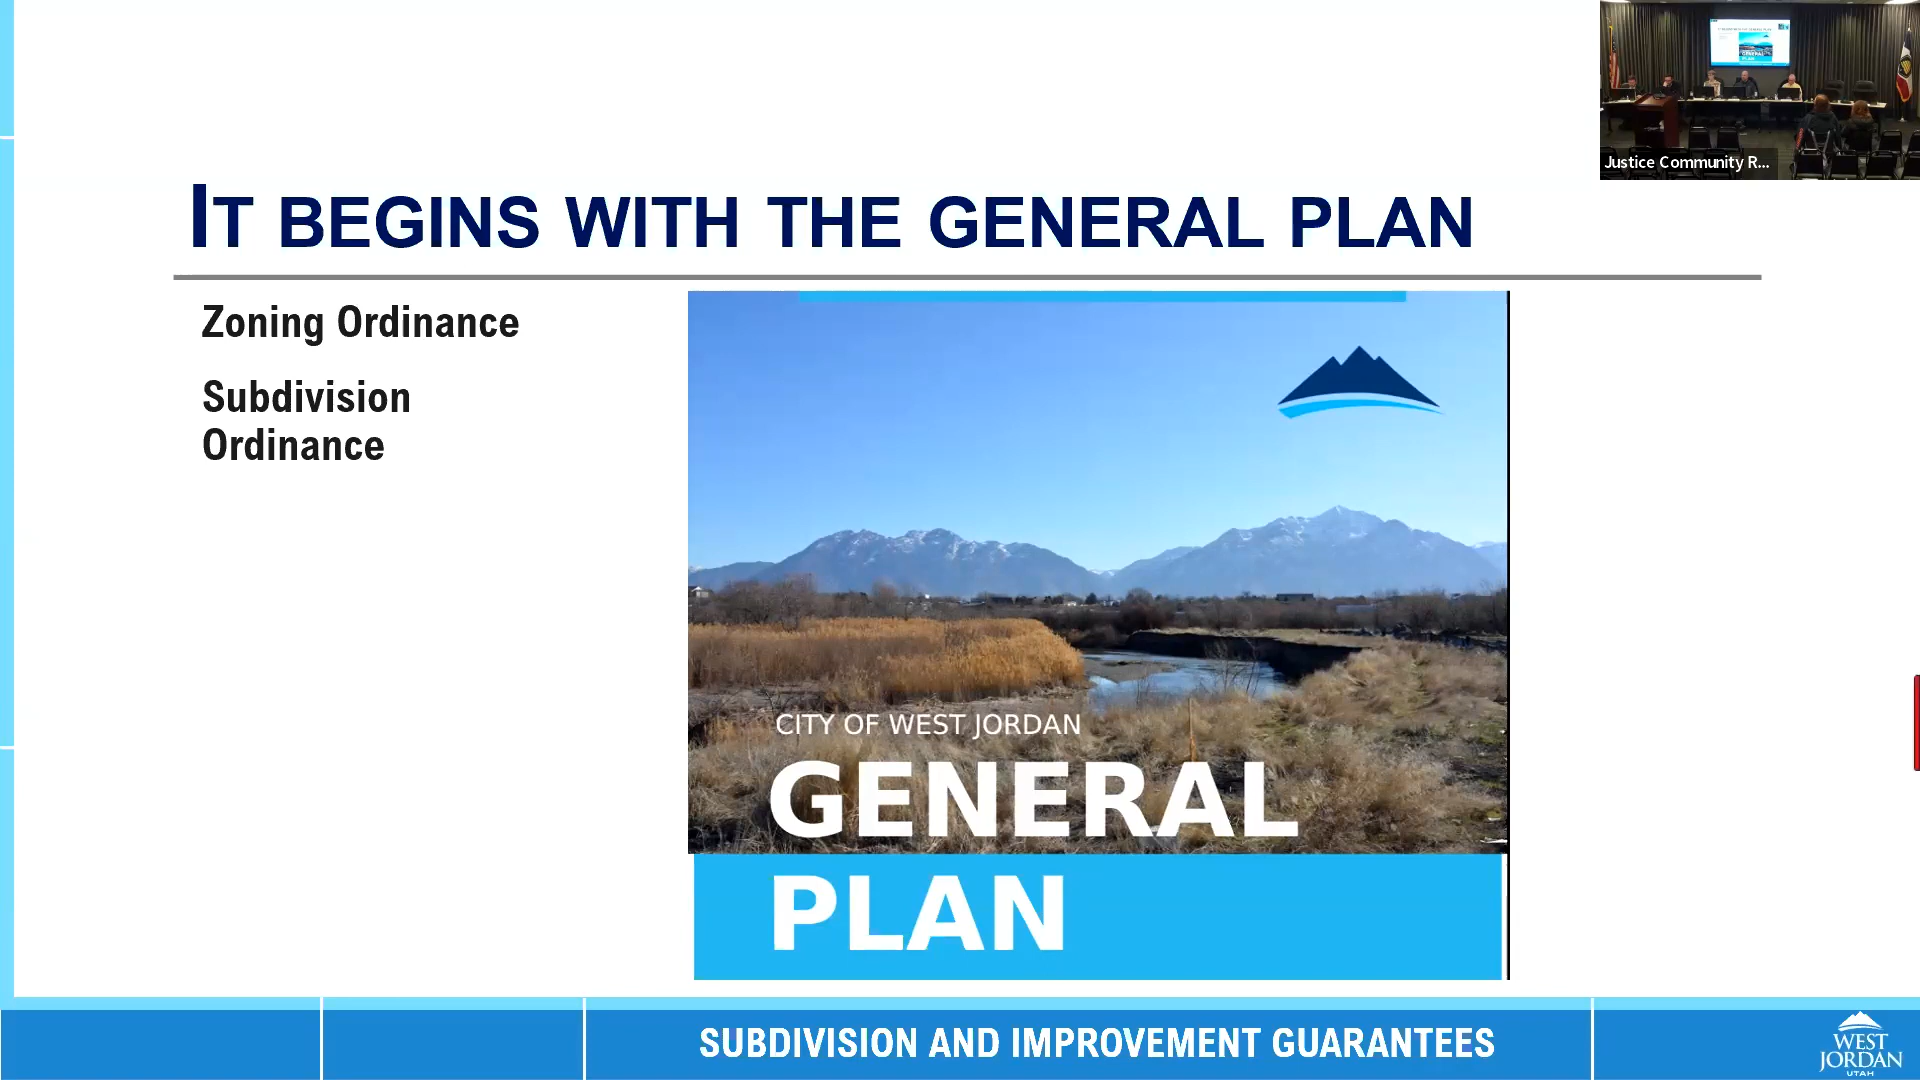 Justice Community R...
IT BEGINS WITH THE GENERAL PLAN
Zoning Ordinance
Subdivision
Ordinance
CITY OF WEST JORDAN
GENERAL
PLAN
SUBDIVISION AND IMPROVEMENT GUARANTEES
WEST
JORDAN
UTAH